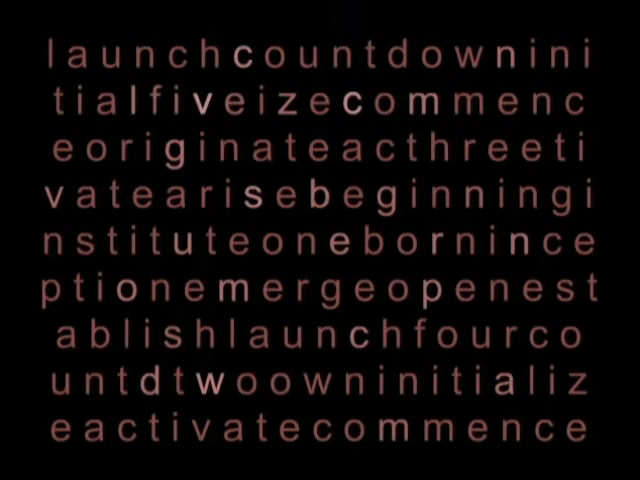 launchcountdownini
tialfiveizecommenc
eoriginateacthreeti
vatearisebeginningi
nstituteonebornince
ptionemergeopenest
ablishlaunchfourco
untdtwoowninitializ
eactivatecommence